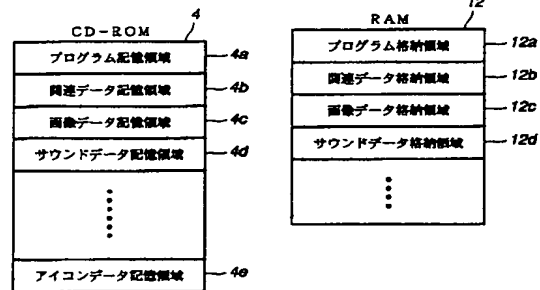 4
CD-ROM
プログラム記憶領域
4a
関連データ記憶領域
4b
画像データ記憶領域
4c
サウンドデータ記憶領域
4d
アイコンデータ記憶領域
4e
12
RAM
プログラム格納領域
12a
関連データ格納領域
12b
画像データ格納領域
12c
サウンドデータ格納領域
12d